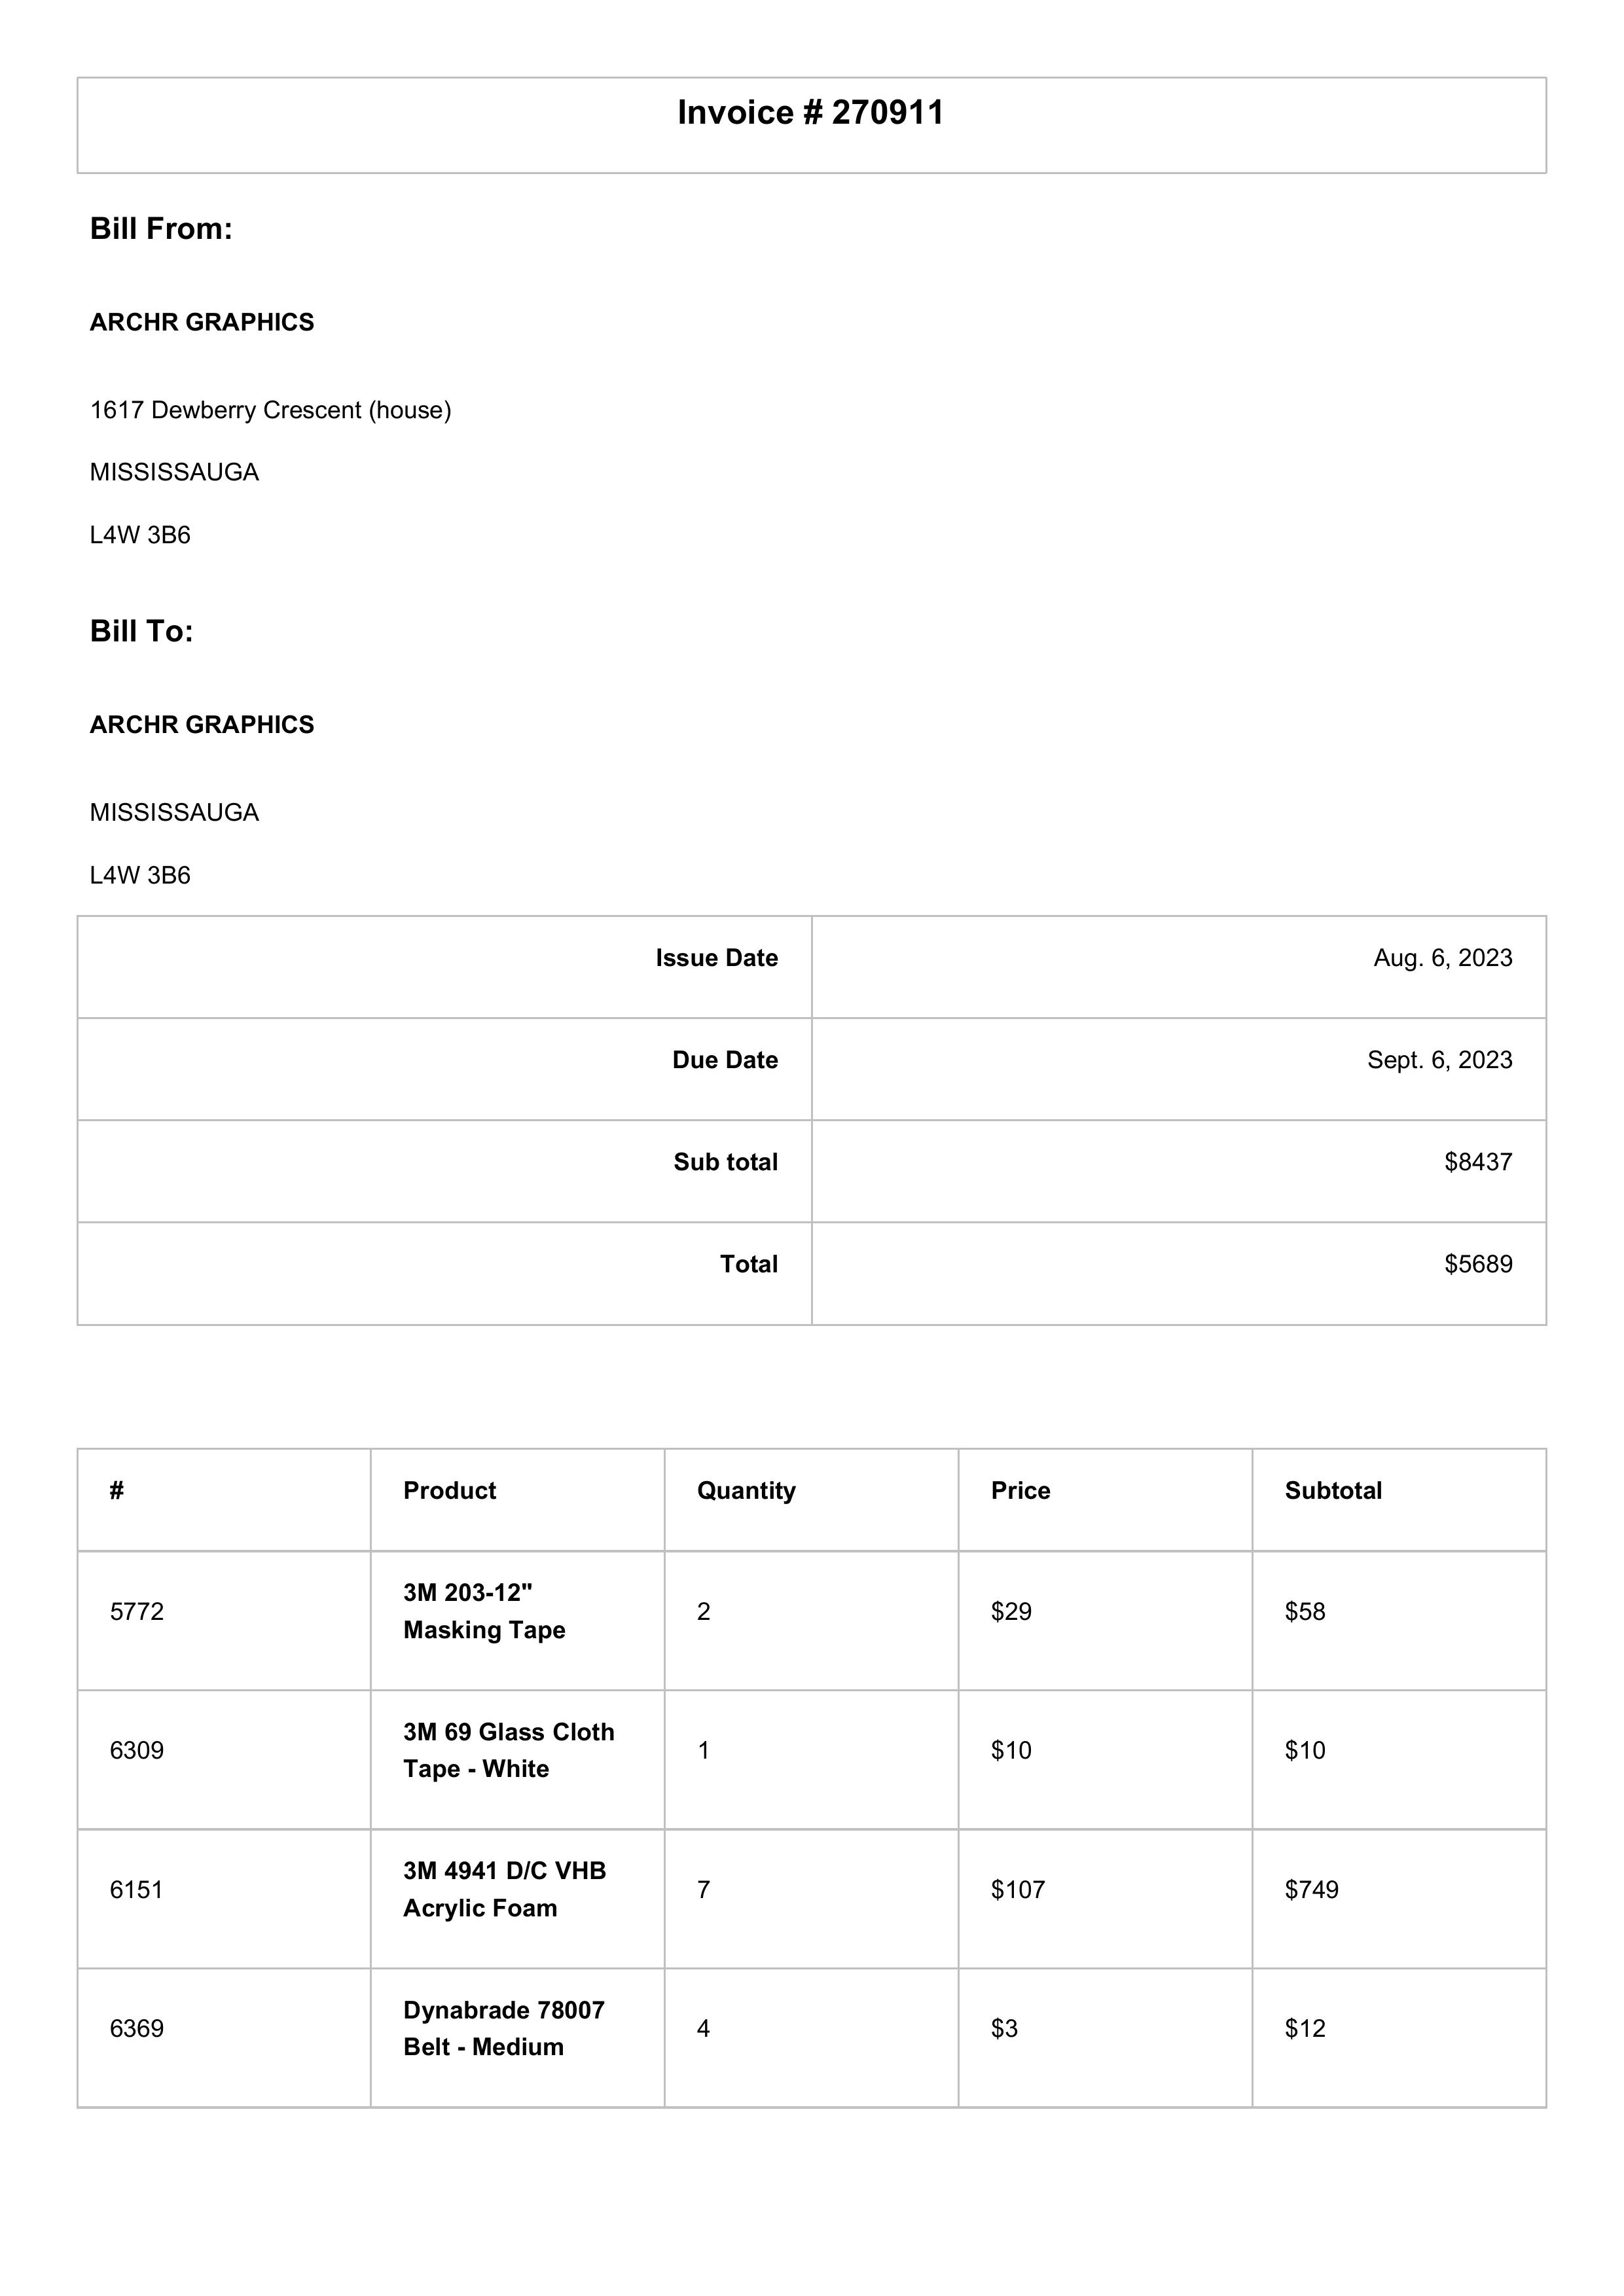 Invoice # 270911
Bill From:
ARCHR GRAPHICS
1617 Dewberry Crescent (house)
MISSISSAUGA
L4W 3B6
Bill To:
ARCHR GRAPHICS
MISSISSAUGA
L4W 3B6
Issue Date Aug. 6, 2023
Due Date Sept. 6, 2023
Sub total $8437
Total $5689
# Product Quantity Price Subtotal
5772 3M 203-12" Masking Tape 2 $29 $58
6309 3M 69 Glass Cloth Tape - White 1 $10 $10
6151 3M 4941 D/C VHB Acrylic Foam 7 $107 $749
6369 Dynabrade 78007 Belt - Medium 4 $3 $12